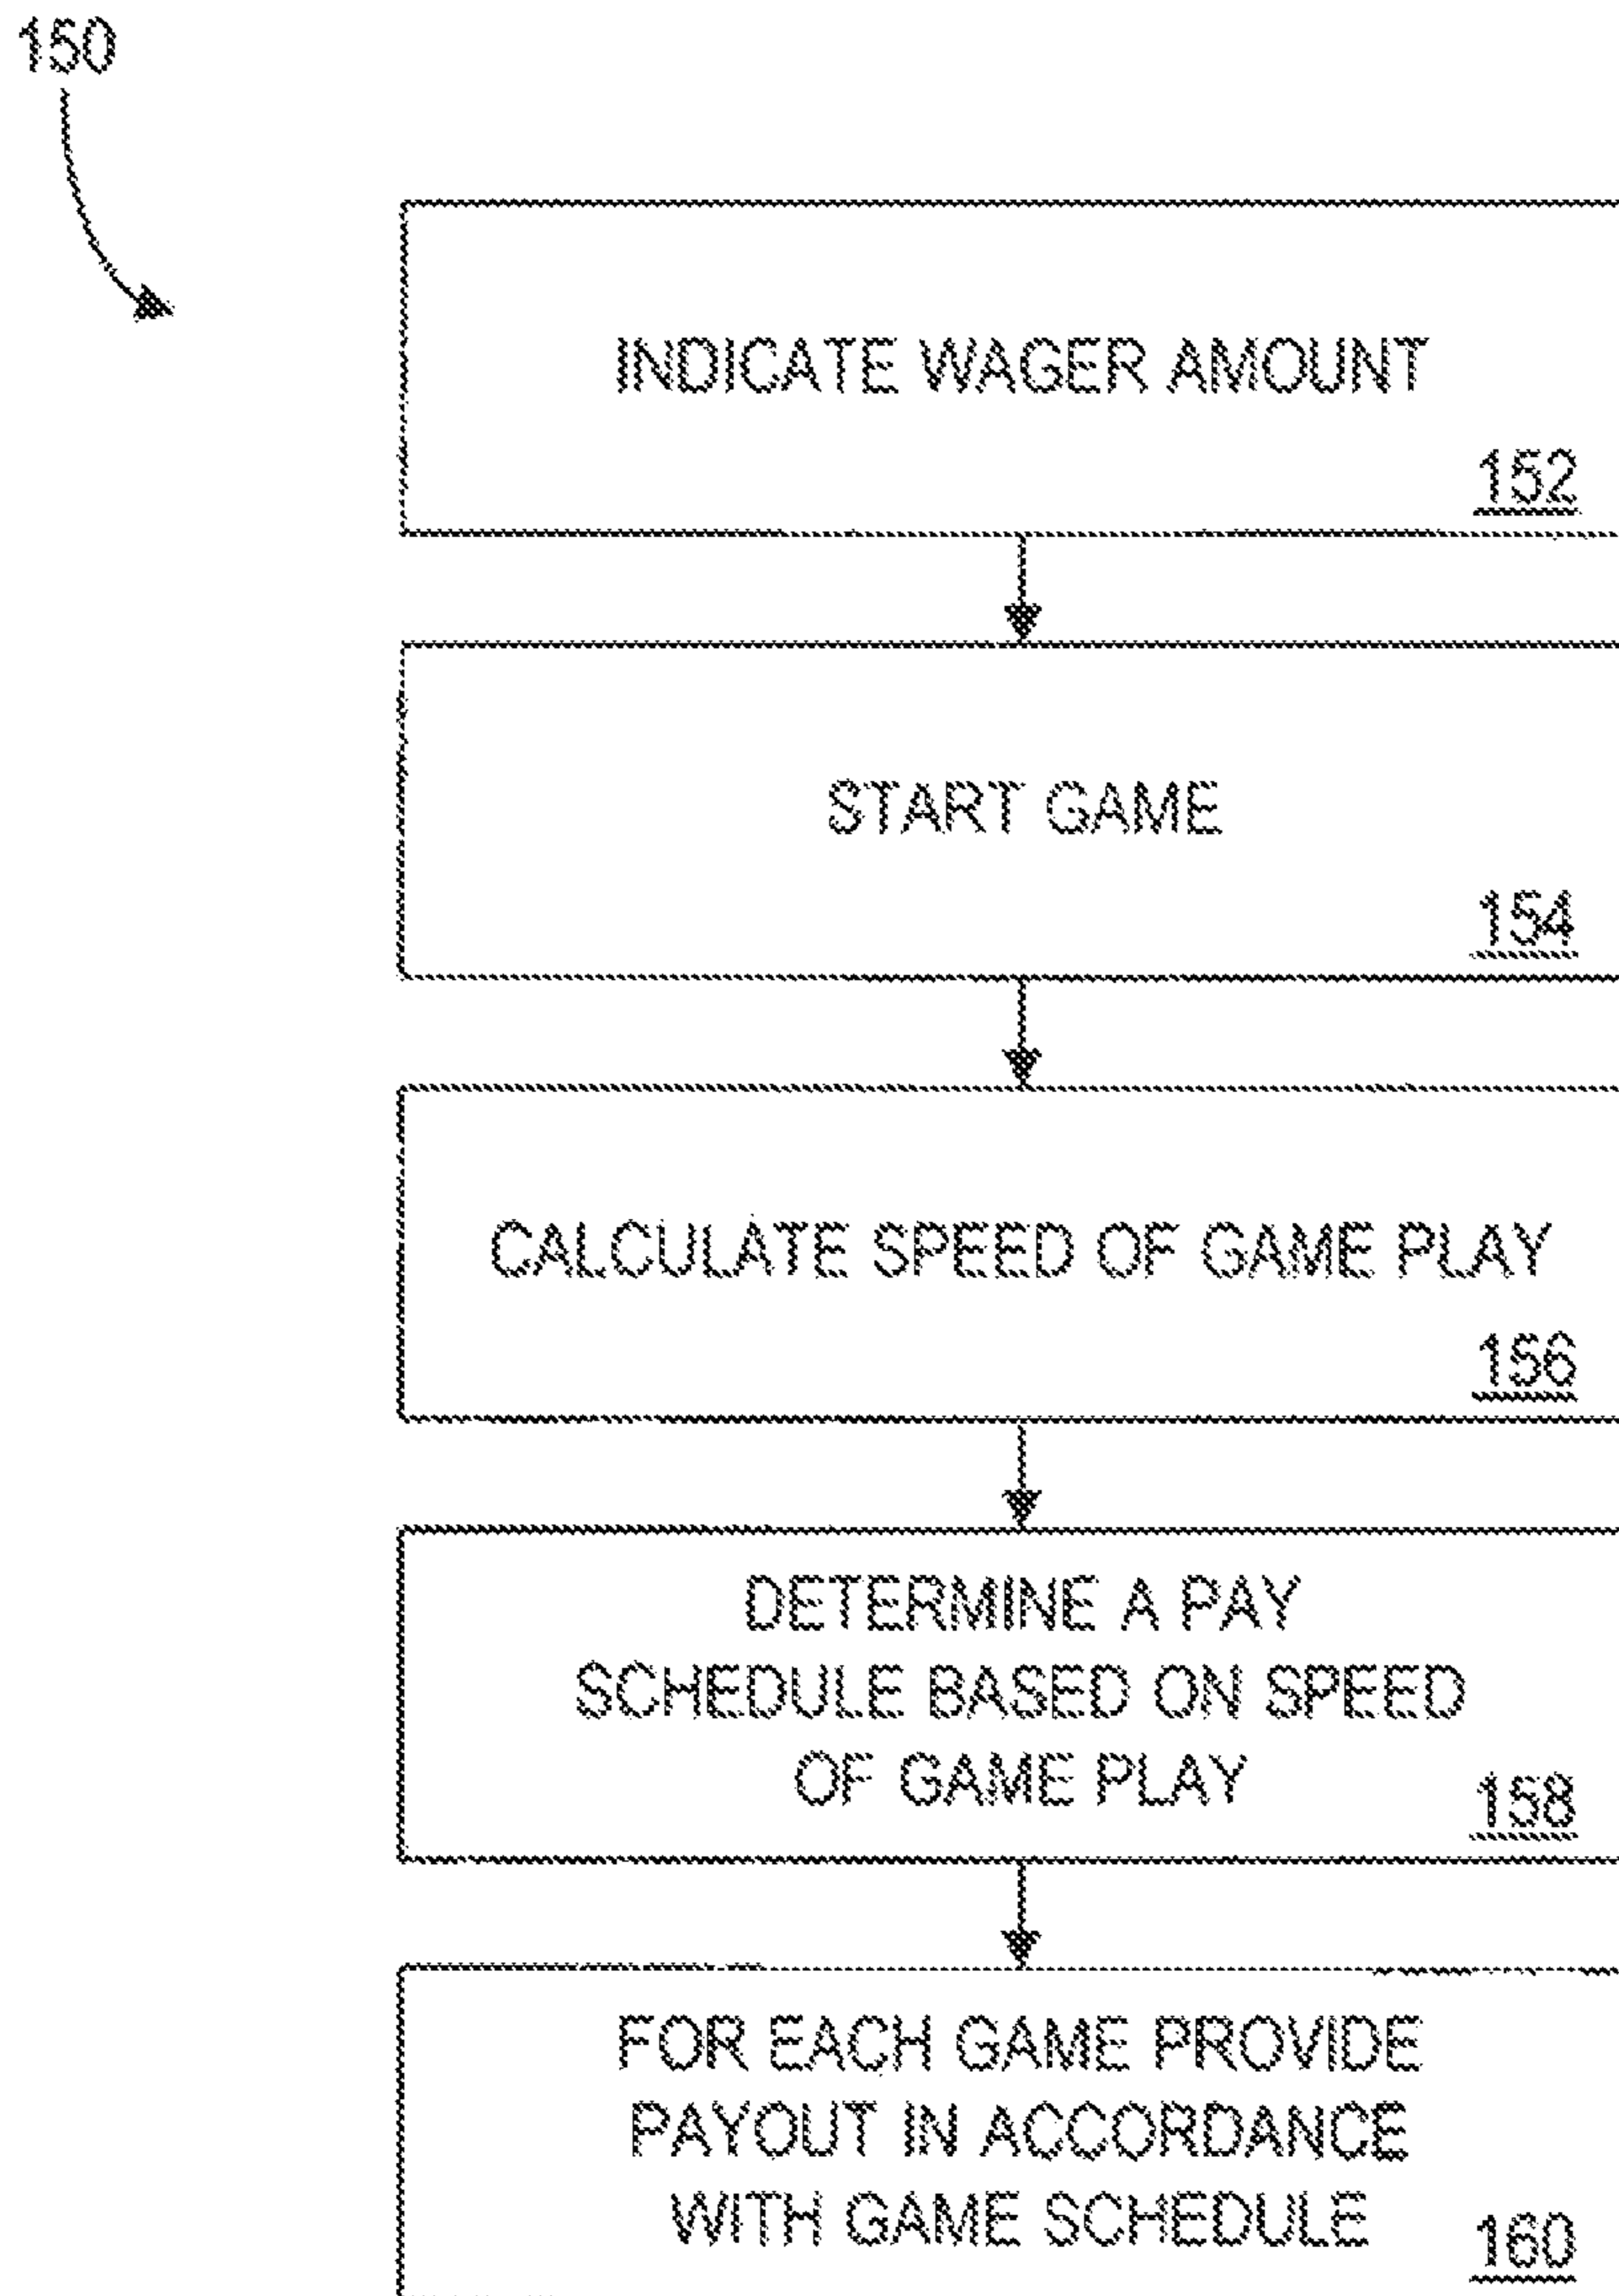 150
INDICATE WAGER AMOUNT
152
START GAME
154
CALCULATE SPEED OF GAME PLAY
156
DETERMINE A PAY
SCHEDULE BASED ON SPEED
OF GAME PLAY
158
FOR EACH GAME PROVIDE
PAYOUT IN ACCORDANCE
WITH GAME SCHEDULE
160